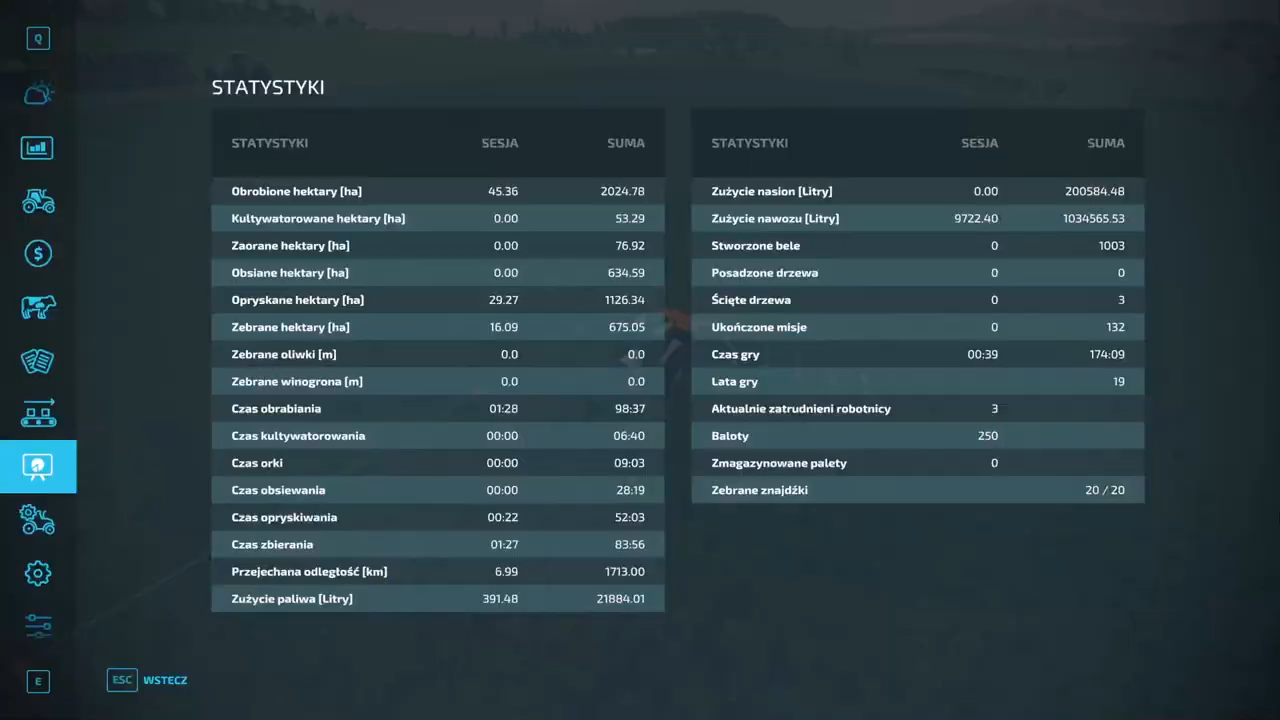 Q
STATYSTYKI
STATYSTYKI SESJA SUMA
Obrobione hektary [ha] 45.36 2024.78
Kultywatorowane hektary [ha] 0.00 53.29
Zaorane hektary [ha] 0.00 76.92
Obsiane hektary [ha] 0.00 634.59
Opryskane hektary [ha] 29.27 1126.34
Zebrane hektary [ha] 16.09 675.05
Zebrane oliwki [m] 0.0 0.0
Zebrane winogrona [m] 0.0 0.0
Czas obrabiania 01:28 98:37
Czas kultywatorowania 00:00 06:40
Czas orki 00:00 09:03
Czas obsiewania 00:00 28:19
Czas opryskiwania 00:22 52:03
Czas zbierania 01:27 83:56
Przejechana odległość [km] 6.99 1713.00
Zużycie paliwa [Litry] 391.48 21884.01
STATYSTYKI SESJA SUMA
Zużycie nasion [Litry] 0.00 200584.48
Zużycie nawozu [Litry] 9722.40 1034565.53
Stworzone bele 0 1003
Posadzone drzewa 0 0
Ścięte drzewa 0 3
Ukończone misje 0 132
Czas gry 00:39 174:09
Lata gry 19
Aktualnie zatrudnieni robotnicy 3
Baloty 250
Zmagazynowane palety 0
Zebrane znajdźki 20 / 20
E
ESC WSTECZ